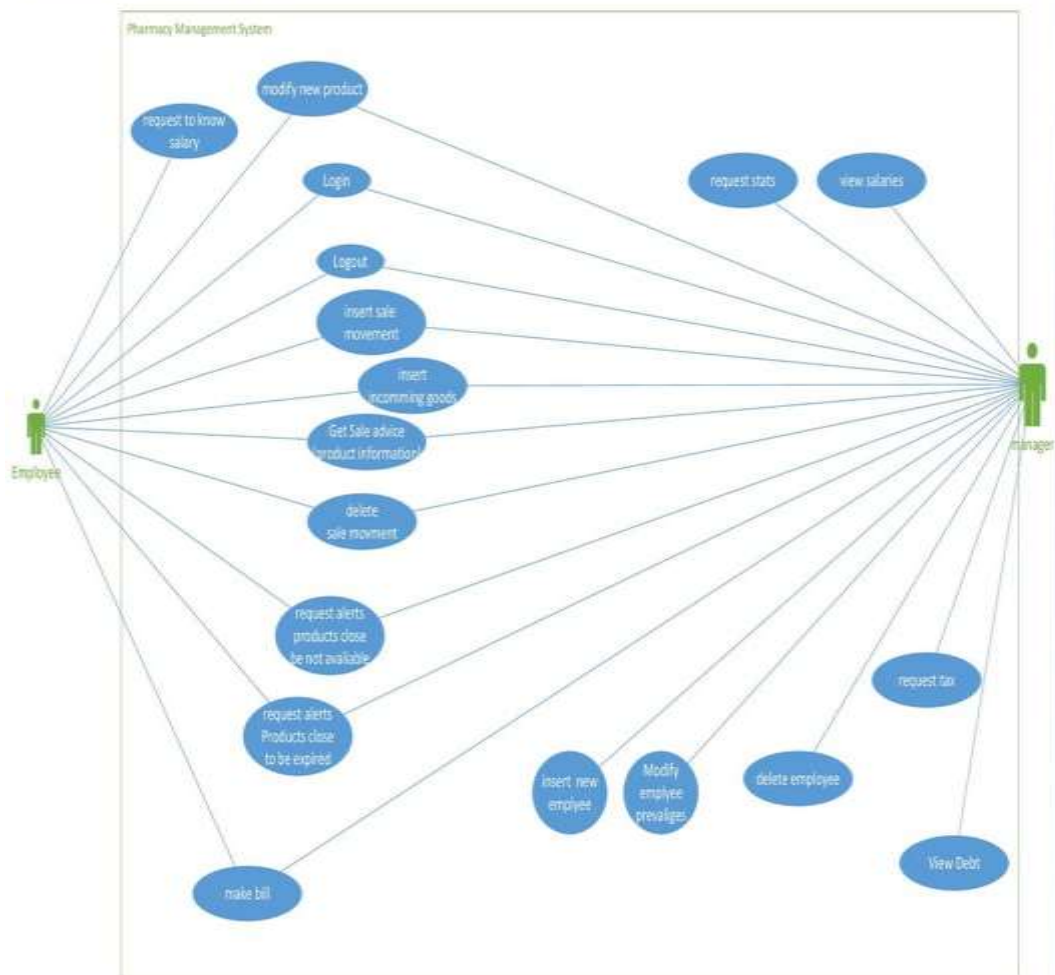 Pharmacy Management System
modify new product
request to know
salary
Login
request stats
view salaries
Logout
insert sale
movement
insert
incomming goods
Get Sale advice
product information
delete
sale movment
Employee
manager
request alerts
products close
be not avaliable
request alerts
Products close
to be expired
request tax
insert new
emplyee
Modify
emplyee
prevaliges
delete employee
View Debt
make bill